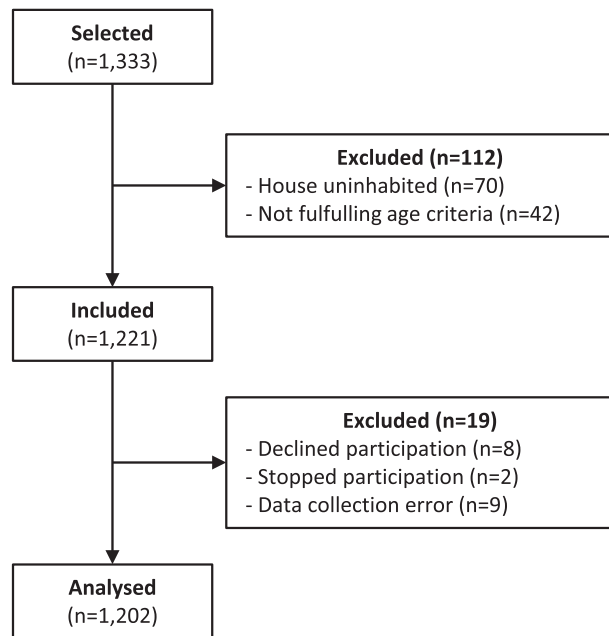 Selected
(n=1,333)
Excluded (n=112)
- House uninhabited (n=70)
- Not fulfulling age criteria (n=42)
Included
(n=1,221)
Excluded (n=19)
- Declined participation (n=8)
- Stopped participation (n=2)
- Data collection error (n=9)
Analysed
(n=1,202)